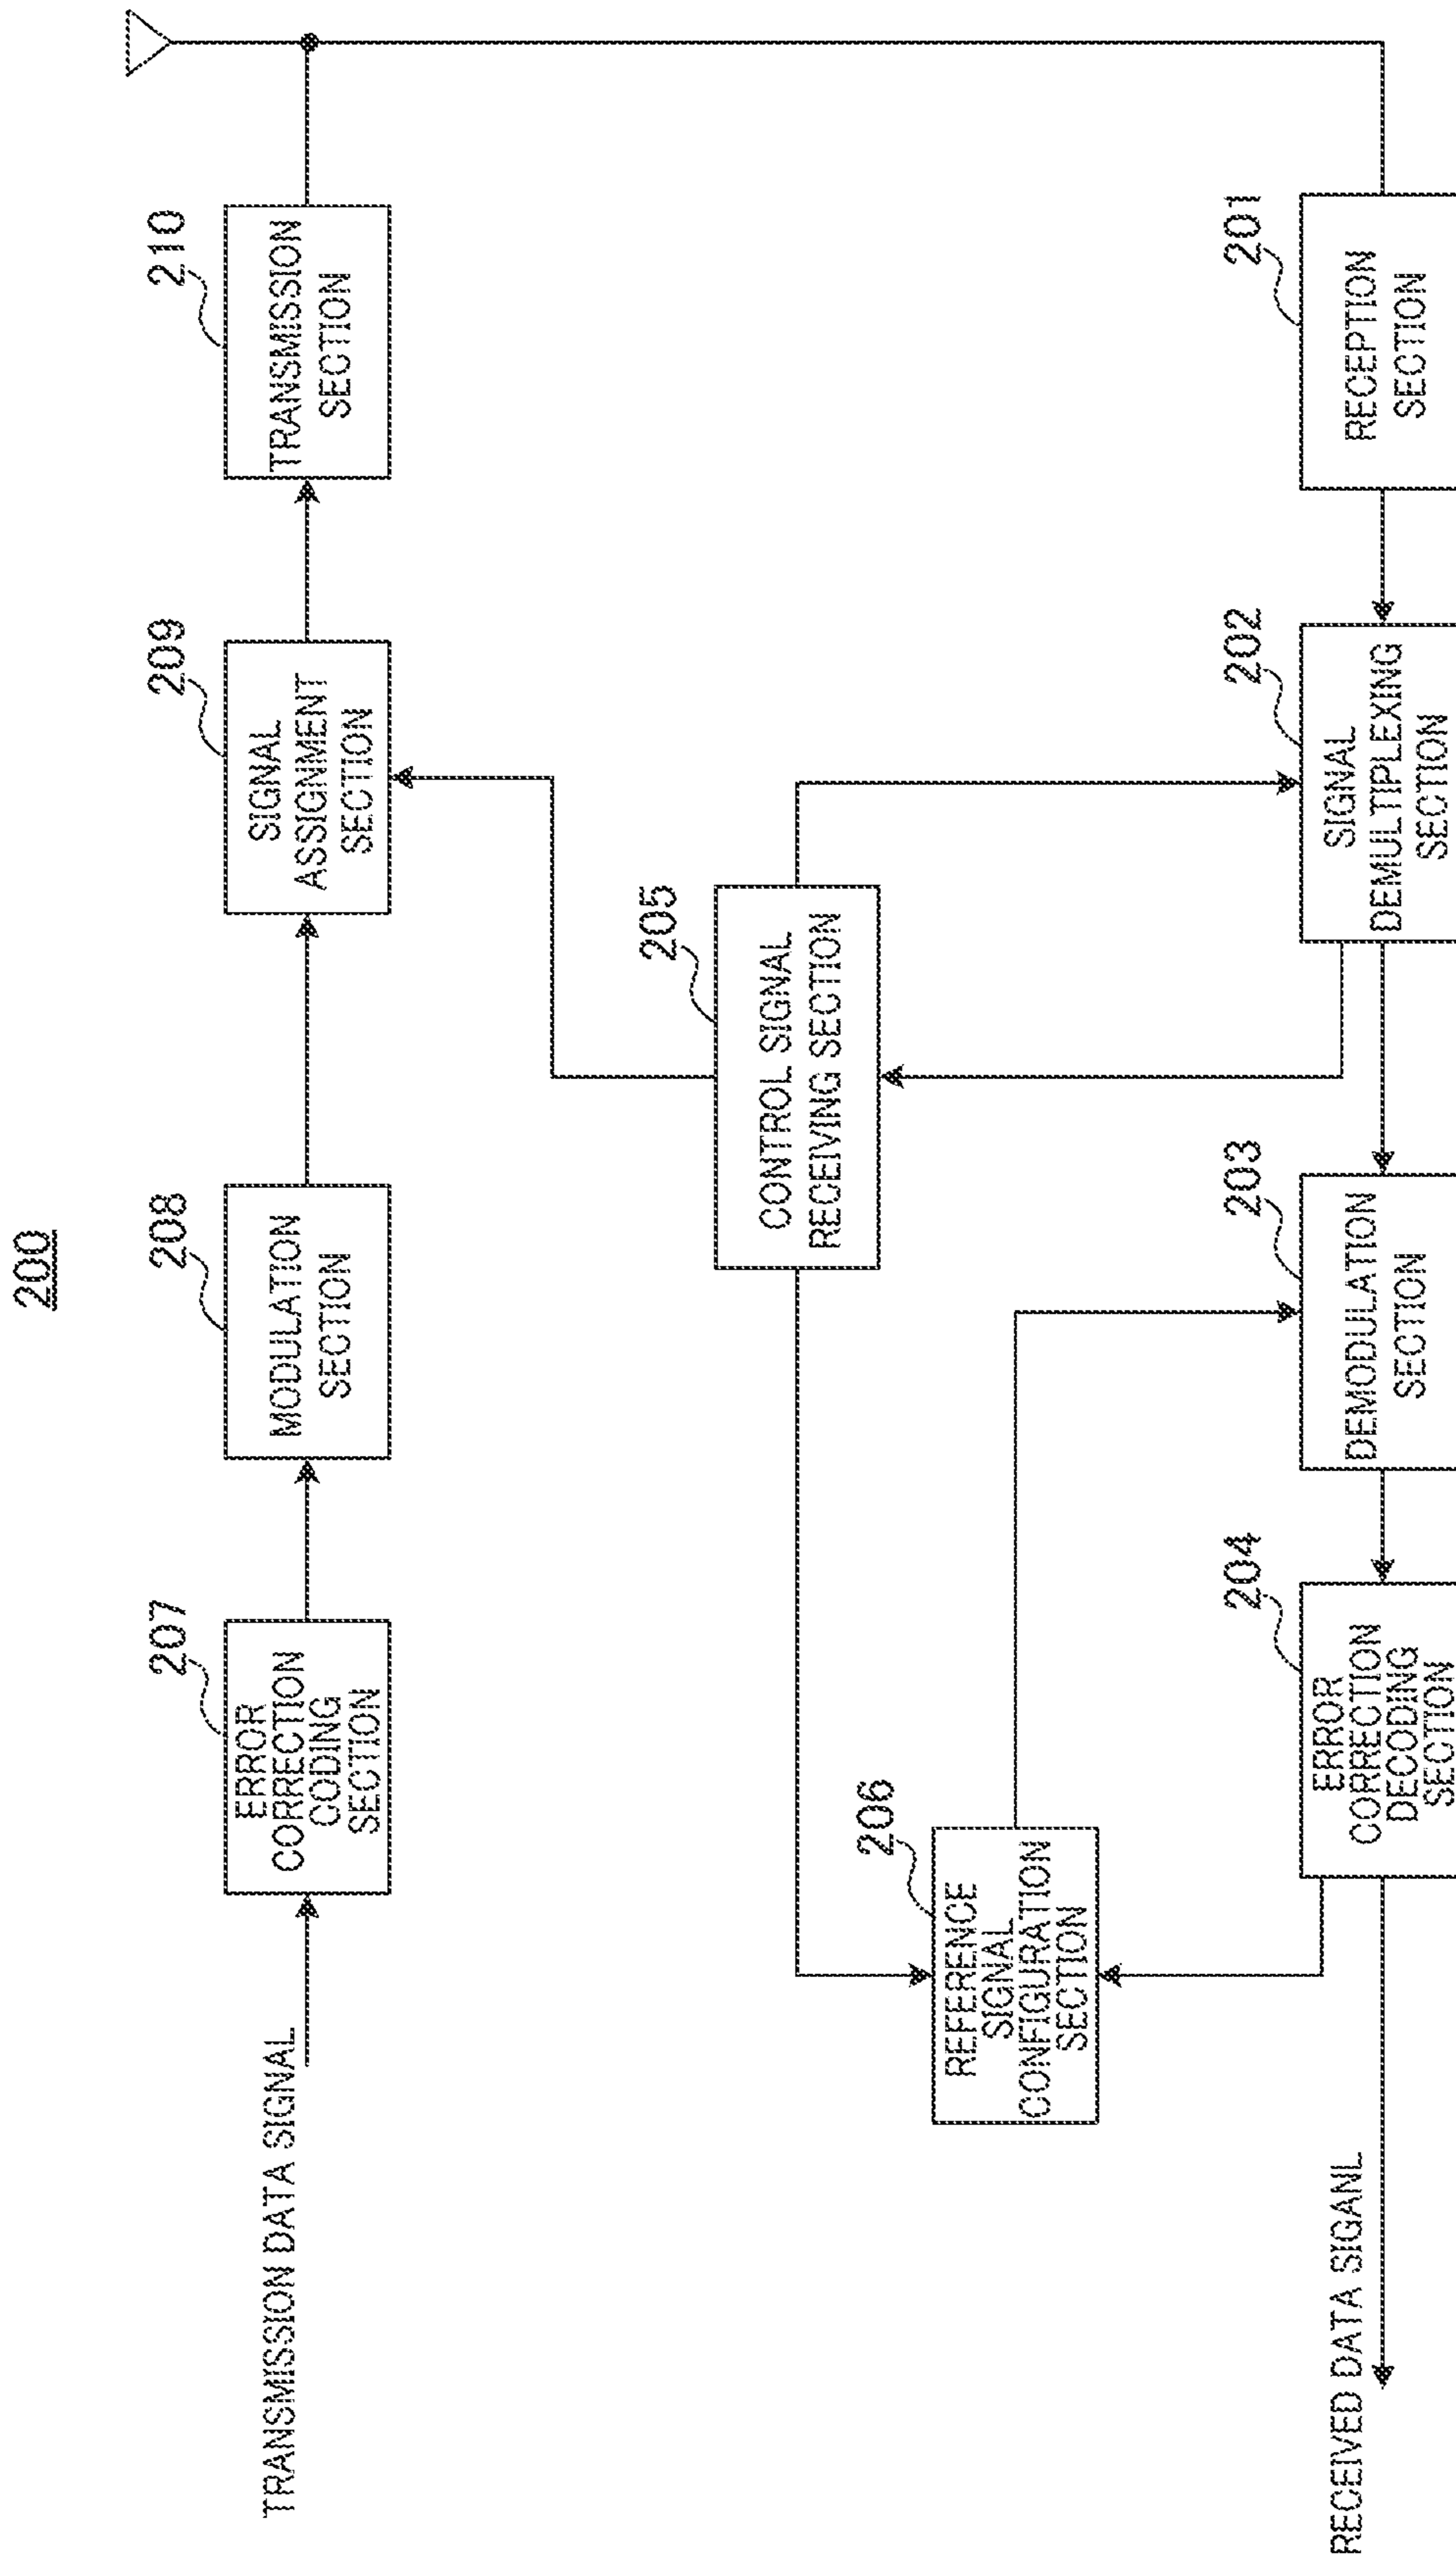 200
207
ERROR
CORRECTION
CODING
SECTION
208
MODULATION
SECTION
209
SIGNAL
ASSIGNMENT
SECTION
210
TRANSMISSION
SECTION
TRANSMISSION DATA SIGNAL
205
CONTROL SIGNAL
RECEIVING SECTION
206
REFERENCE
SIGNAL
CONFIGURATION
SECTION
204
ERROR
CORRECTION
DECODING
SECTION
203
DEMODULATION
SECTION
202
SIGNAL
DEMULTIPLEXING
SECTION
201
RECEPTION
SECTION
RECEIVED DATA SIGANL